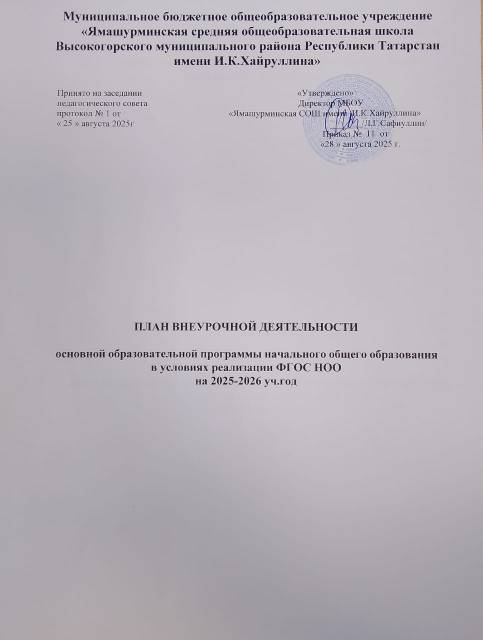 Муниципальное бюджетное общеобразовательное учреждение
«Ямашурминская средняя общеобразовательная школа
Высокогорского муниципального района Республики Татарстан
имени И.К.Хайруллина»
Принято на заседании
педагогического совета
протокол № 1 от
« 25 » августа 2025г
«Утверждено»
Директор МБОУ
«Ямашурминская СОШ имени И.К.Хайруллина»
/Л.Г.Сафиуллин/
Приказ № 11 от
«28 » августа 2025 г.
ПЛАН ВНЕУРОЧНОЙ ДЕЯТЕЛЬНОСТИ
основной образовательной программы начального общего образования
в условиях реализации ФГОС НОО
на 2025-2026 уч.год